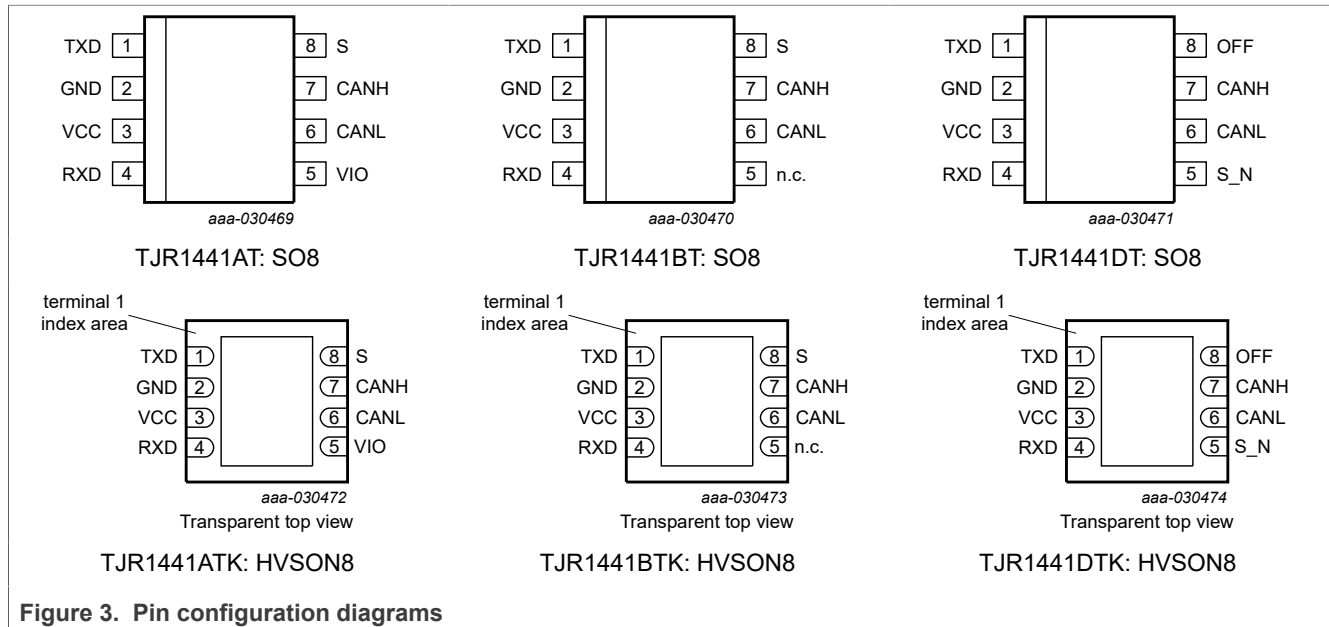 TXD 1 8 S
GND 2 7 CANH
VCC 3 6 CANL
RXD 4 5 VIO
aaa-030469
TJR1441AT: SO8
TXD 1 8 S
GND 2 7 CANH
VCC 3 6 CANL
RXD 4 5 n.c.
aaa-030470
TJR1441BT: SO8
TXD 1 8 OFF
GND 2 7 CANH
VCC 3 6 CANL
RXD 4 5 S_N
aaa-030471
TJR1441DT: SO8
terminal 1
index area
TXD 1 8 S
GND 2 7 CANH
VCC 3 6 CANL
RXD 4 5 VIO
aaa-030472
Transparent top view
TJR1441ATK: HVSON8
terminal 1
index area
TXD 1 8 S
GND 2 7 CANH
VCC 3 6 CANL
RXD 4 5 n.c.
aaa-030473
Transparent top view
TJR1441BTK: HVSON8
terminal 1
index area
TXD 1 8 OFF
GND 2 7 CANH
VCC 3 6 CANL
RXD 4 5 S_N
aaa-030474
Transparent top view
TJR1441DTK: HVSON8
Figure 3. Pin configuration diagrams